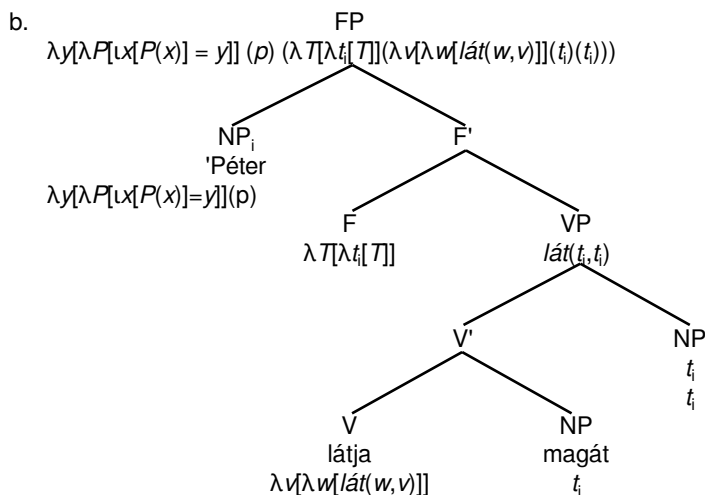 b.
FP
λy[λP[ιx[P(x)] = y]] (p) (λT[λtᵢ[T]](λv[λw[lát(w,v)]](tᵢ)(tᵢ)))
NPᵢ F'
'Péter
λy[λP[ιx[P(x)]=y]](p)
F VP
λT[λtᵢ[T]] lát(tᵢ,tᵢ)
V' NP
tᵢ
tᵢ
V NP
látja magát
λv[λw[lát(w,v)]] tᵢ